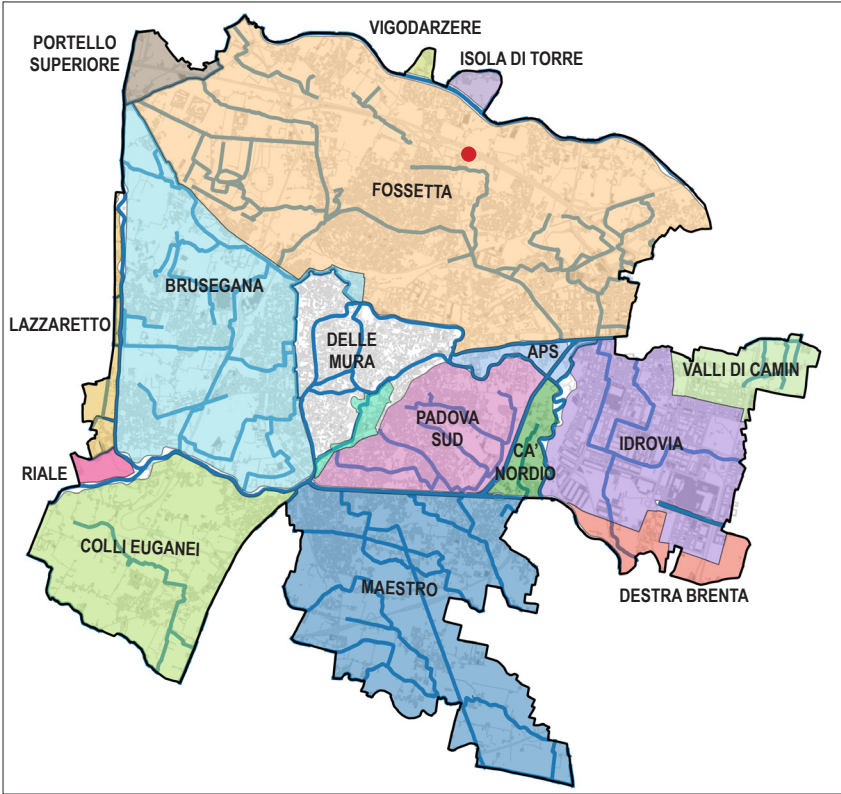 VIGODARZERE
PORTELLO
SUPERIORE
ISOLA DI TORRE
FOSSETTA
BRUSEGANA
LAZZARETTO
DELLE
MURA
APS
VALLI DI CAMIN
PADOVA
SUD
IDROVIA
CA'
NORDIO
RIALE
COLLI EUGANEI
MAESTRO
DESTRA BRENTA